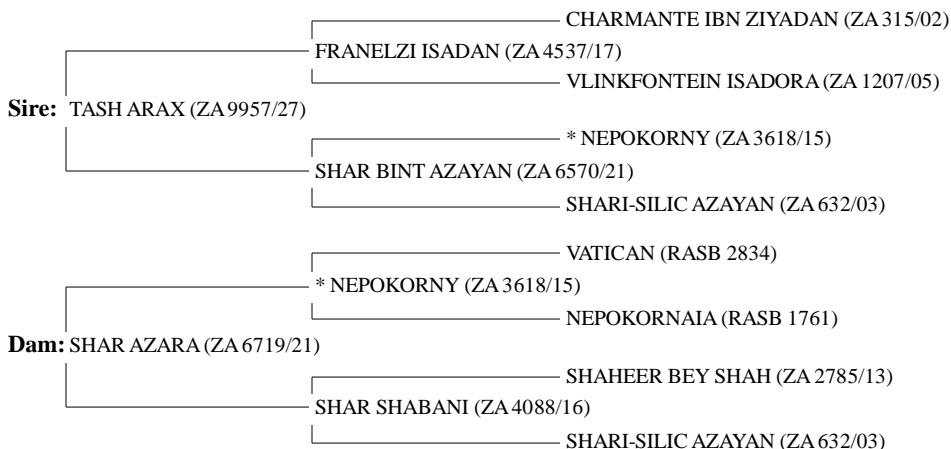 CHARMANTE IBN ZIYADAN (ZA 315/02)
FRANELZI ISADAN (ZA 4537/17)
VLINKFONTEIN ISADORA (ZA 1207/05)
Sire: TASH ARAX (ZA 9957/27)
* NEPOKORNY (ZA 3618/15)
SHAR BINT AZAYAN (ZA 6570/21)
SHARI-SILIC AZAYAN (ZA 632/03)
VATICAN (RASB 2834)
* NEPOKORNY (ZA 3618/15)
NEPOKORNAIA (RASB 1761)
Dam: SHAR AZARA (ZA 6719/21)
SHAHEER BEY SHAH (ZA 2785/13)
SHAR SHABANI (ZA 4088/16)
SHARI-SILIC AZAYAN (ZA 632/03)